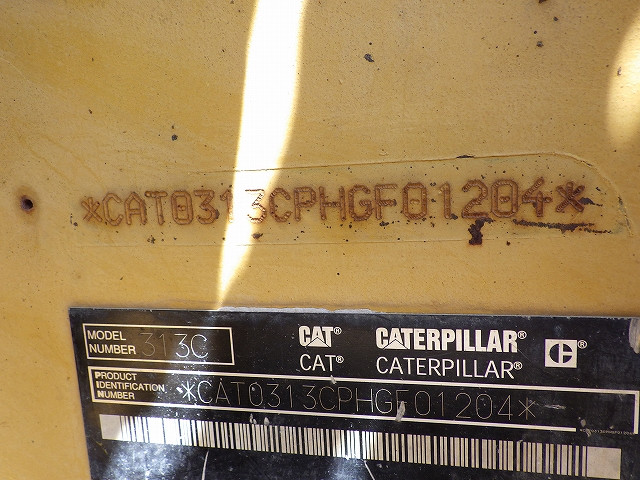 *CAT0313CPHGF01204*
MODEL NUMBER 313C
CAT® CATERPILLAR®
CAT® CATERPILLAR®
PRODUCT IDENTIFICATION NUMBER *CAT0313CPHGF01204*